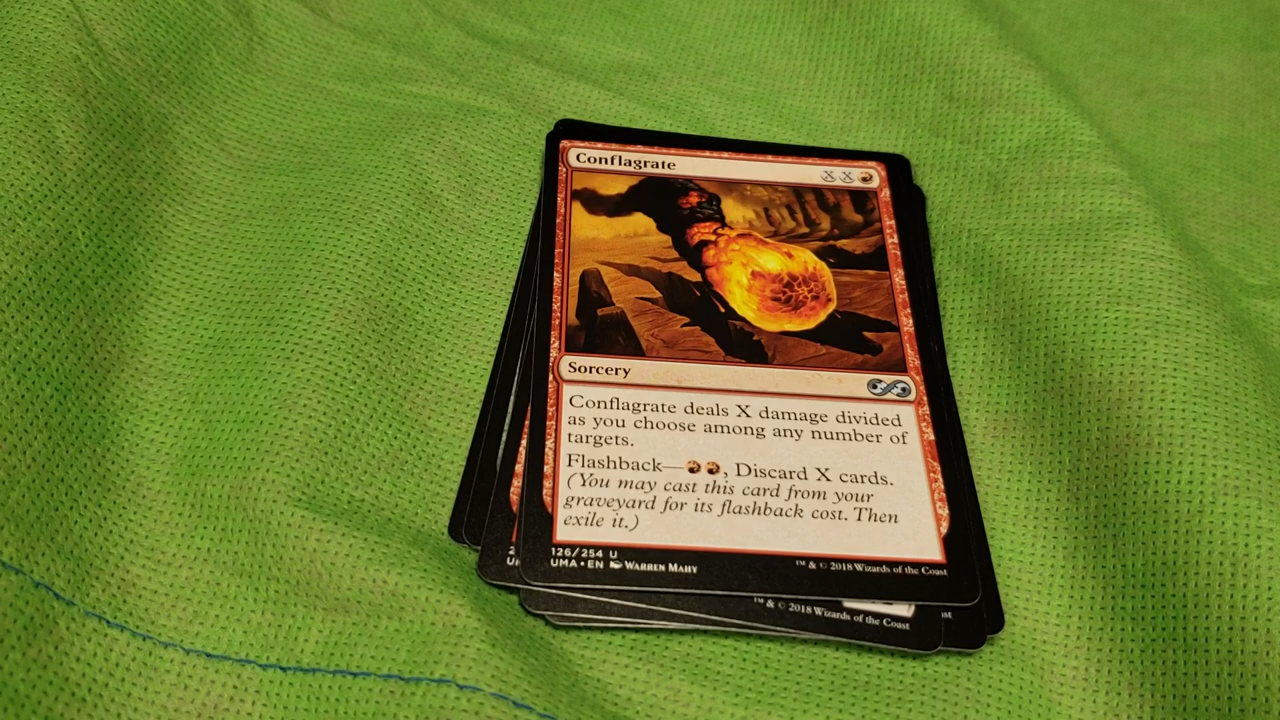 Conflagrate
XX
Sorcery
Conflagrate deals X damage divided
as you choose among any number of
targets.
Flashback—, Discard X cards.
(You may cast this card from your
graveyard for its flashback cost. Then
exile it.)
126/254 U
UMA • EN Warren Mahy
™ & © 2018 Wizards of the Coast
™ & © 2018 Wizards of the Coast